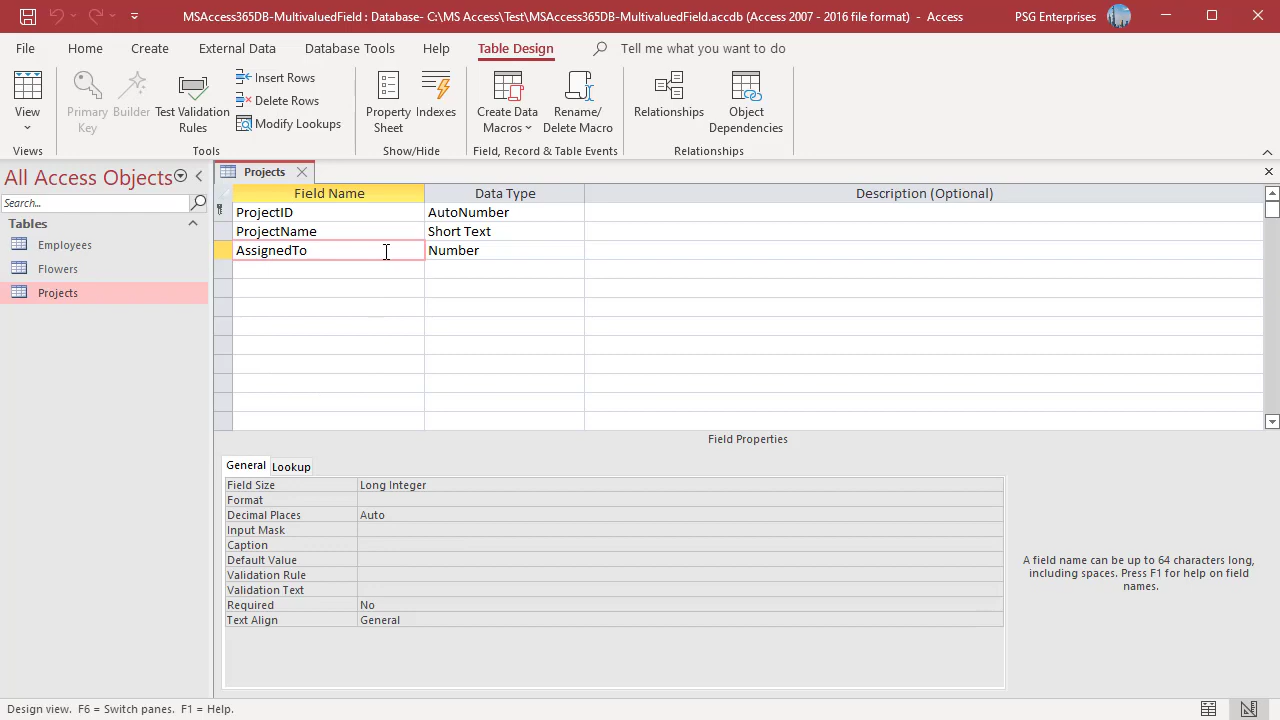 MSAccess365DB-MultivaluedField : Database- C:\MS Access\Test\MSAccess365DB-MultivaluedField.accdb (Access 2007 - 2016 file format) - Access
PSG Enterprises
File Home Create External Data Database Tools Help Table Design Tell me what you want to do
View
Primary Key
Builder
Test Validation Rules
Insert Rows
Delete Rows
Modify Lookups
Property Sheet
Indexes
Create Data Macros
Rename/ Delete Macro
Relationships
Object Dependencies
Views Tools Show/Hide Field, Record & Table Events Relationships
All Access Objects
Search...
Tables
Employees
Flowers
Projects
Projects
Field Name Data Type Description (Optional)
ProjectID AutoNumber
ProjectName Short Text
AssignedTo Number
Field Properties
General Lookup
Field Size Long Integer
Format
Decimal Places Auto
Input Mask
Caption
Default Value
Validation Rule
Validation Text
Required No
Text Align General
A field name can be up to 64 characters long,
including spaces. Press F1 for help on field
names.
Design view. F6 = Switch panes. F1 = Help.